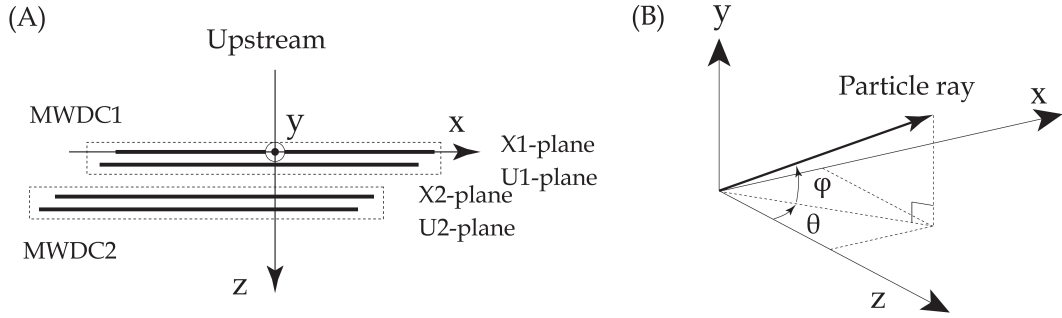 (A)
Upstream
MWDC1
y
x
X1-plane
U1-plane
X2-plane
U2-plane
MWDC2
z
(B)
y
Particle ray
x
φ
θ
z